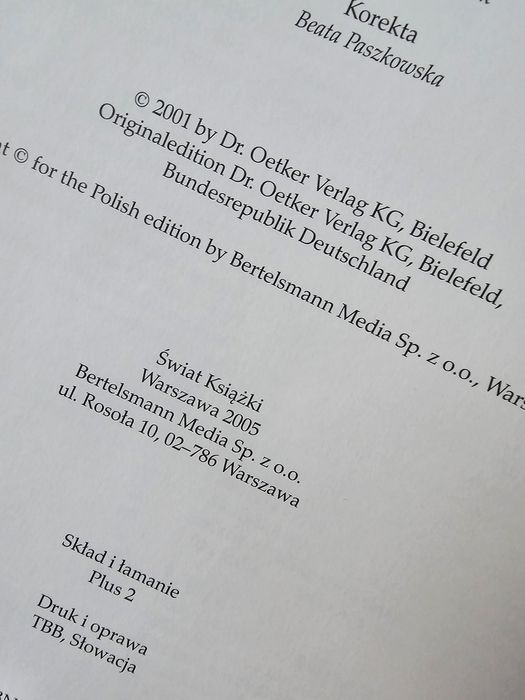 Korekta
Beata Paszkowska
© 2001 by Dr. Oetker Verlag KG, Bielefeld
Originaledition Dr. Oetker Verlag KG, Bielefeld,
Bundesrepublik Deutschland
© for the Polish edition by Bertelsmann Media Sp. z o.o.,
Świat Książki
Warszawa 2005
Bertelsmann Media Sp. z o.o.
ul. Rosoła 10, 02–786 Warszawa
Skład i łamanie
Plus 2
Druk i oprawa
TBB, Słowacja